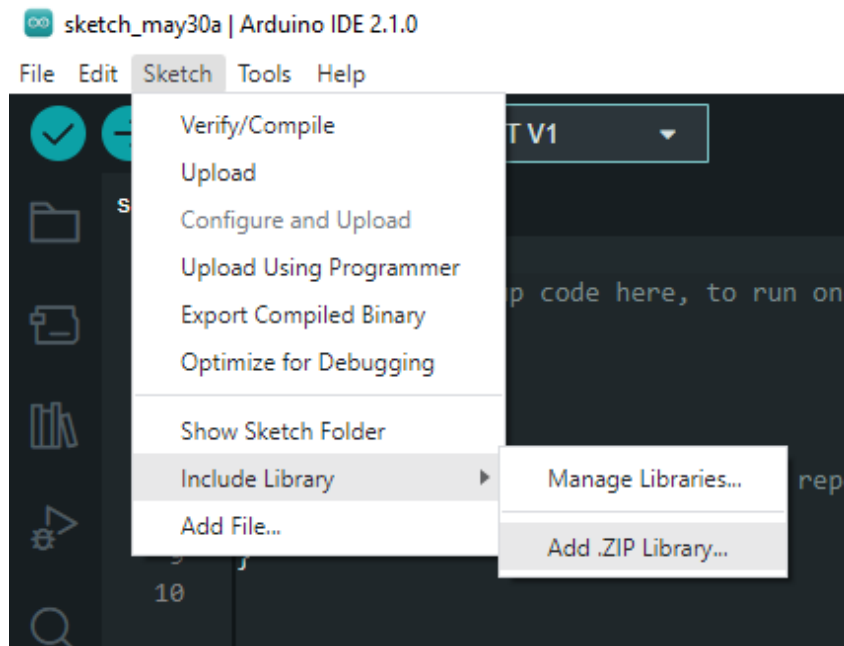 sketch_may30a | Arduino IDE 2.1.0
File Edit Sketch Tools Help
Verify/Compile
T V1
Upload
S
Configure and Upload
Upload Using Programmer
p code here, to run on
Export Compiled Binary
Optimize for Debugging
Show Sketch Folder
Include Library
Manage Libraries...
rep
Add File...
Add .ZIP Library...
9 }
10